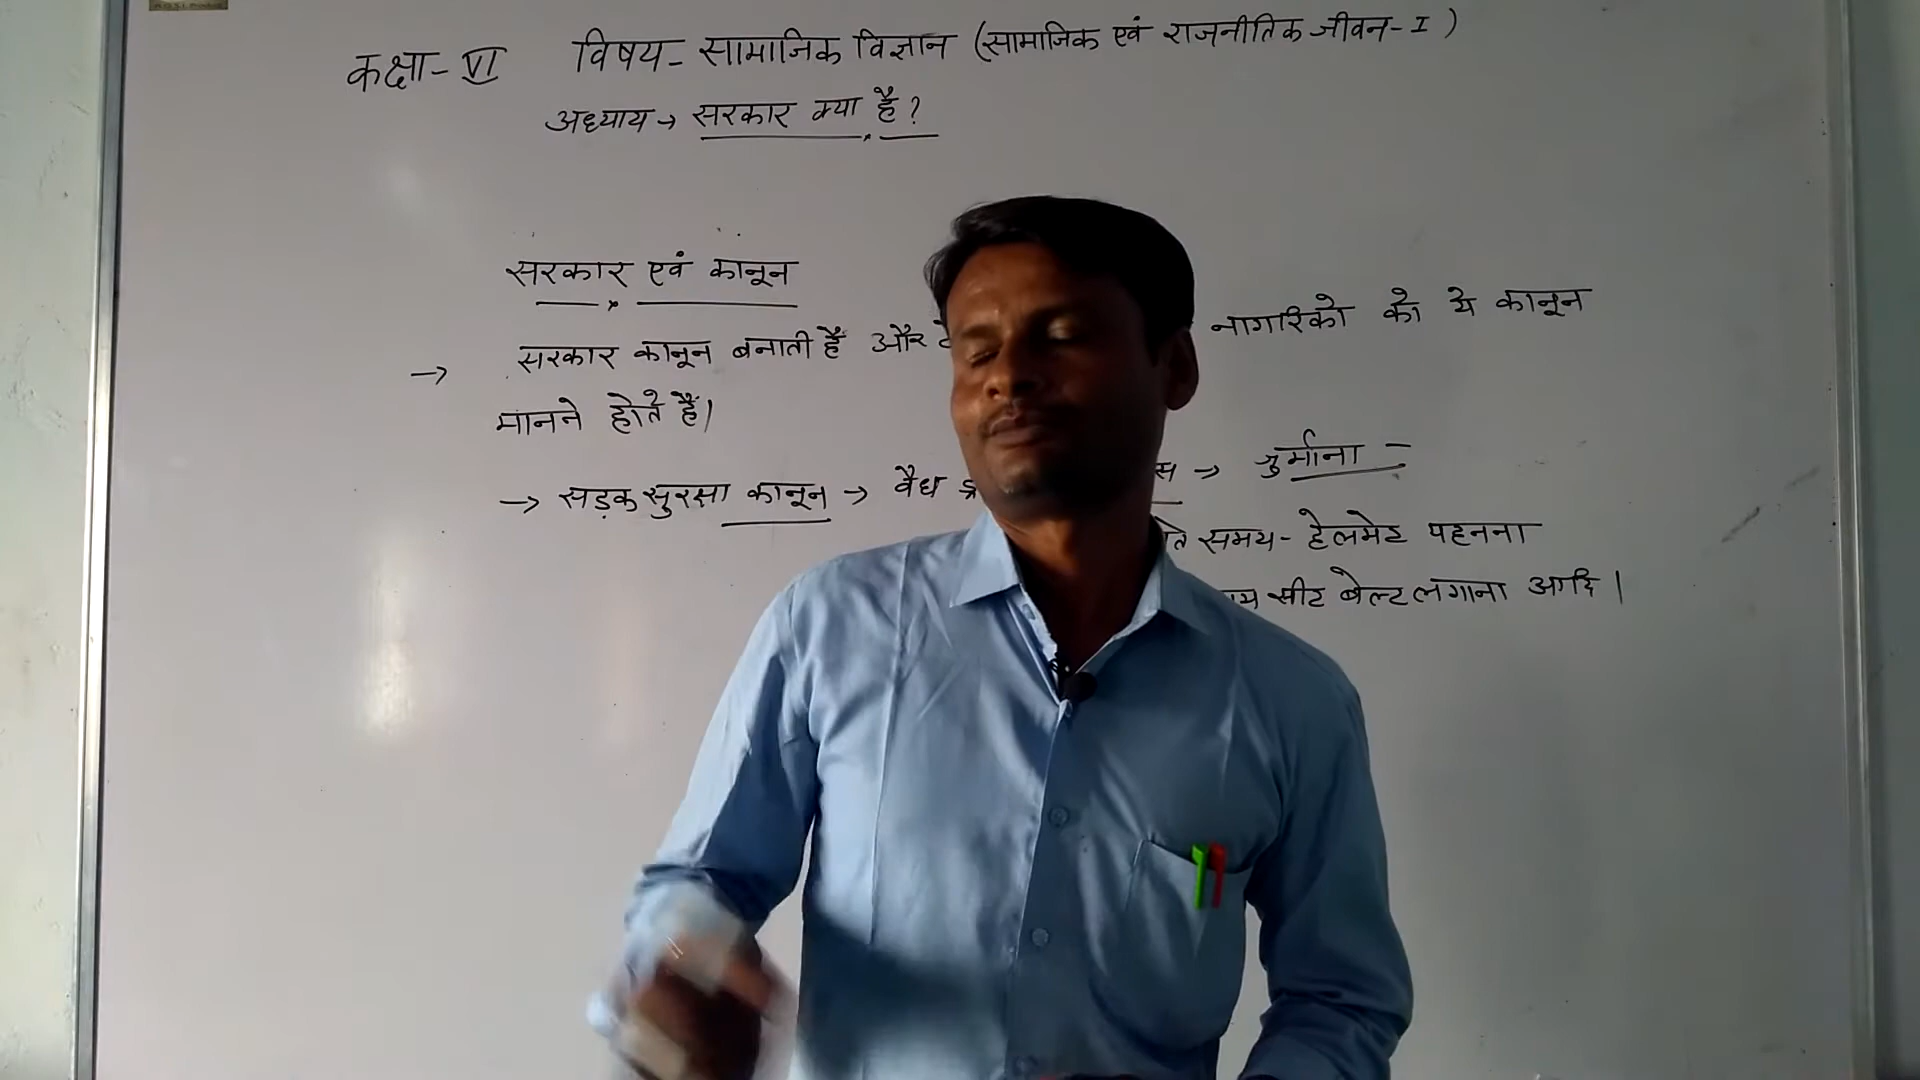 कक्षा- VI विषय- सामाजिक विज्ञान (सामाजिक एवं राजनीतिक जीवन-I)
अध्याय → सरकार क्या है?
सरकार एवं कानून
→ सरकार कानून बनाती हैं और नागरिको को ये कानून
मानने होते हैं।
→ सड़क सुरक्षा कानून → वैध → जुर्माना -
समय- हेलमेट पहनना
सीट बेल्ट लगाना आदि।